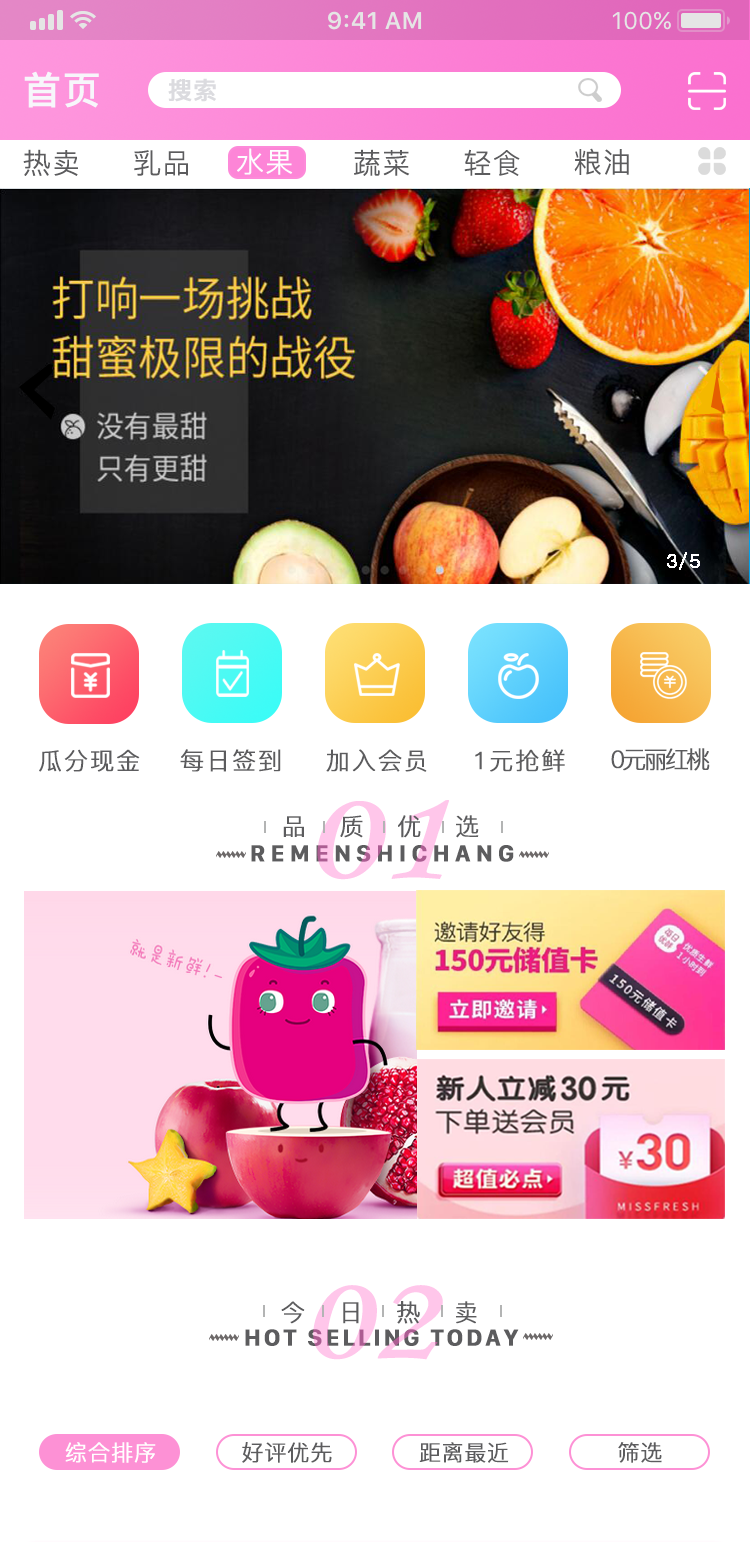 9:41 AM
100%
首页
搜索
热卖
乳品
水果
蔬菜
轻食
粮油
打响一场挑战
甜蜜极限的战役
没有最甜
只有更甜
3/5
瓜分现金
每日签到
加入会员
1元抢鲜
0元丽红桃
01
品质优选
REMENSHICHANG
就是新鲜!
邀请好友得
150元储值卡
立即邀请
每日优鲜
优质生鲜
1小时到
150元储值卡
新人立减30元
下单送会员
超值必点
¥30
MISSFRESH
02
今日热卖
HOT SELLING TODAY
综合排序
好评优先
距离最近
筛选